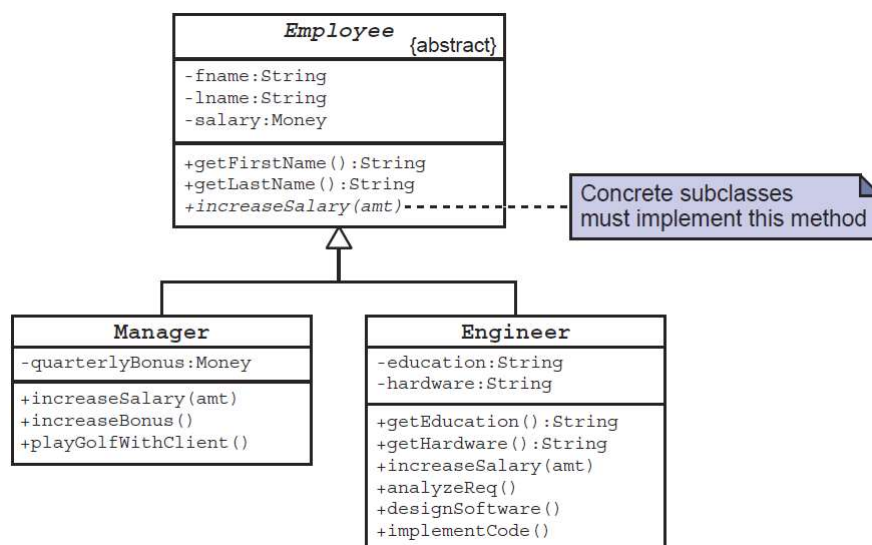 Employee
{abstract}
-fname:String
-lname:String
-salary:Money
+getFirstName():String
+getLastName():String
+increaseSalary(amt)
Concrete subclasses
must implement this method
Manager
-quarterlyBonus:Money
+increaseSalary(amt)
+increaseBonus()
+playGolfWithClient()
Engineer
-education:String
-hardware:String
+getEducation():String
+getHardware():String
+increaseSalary(amt)
+analyzeReq()
+designSoftware()
+implementCode()